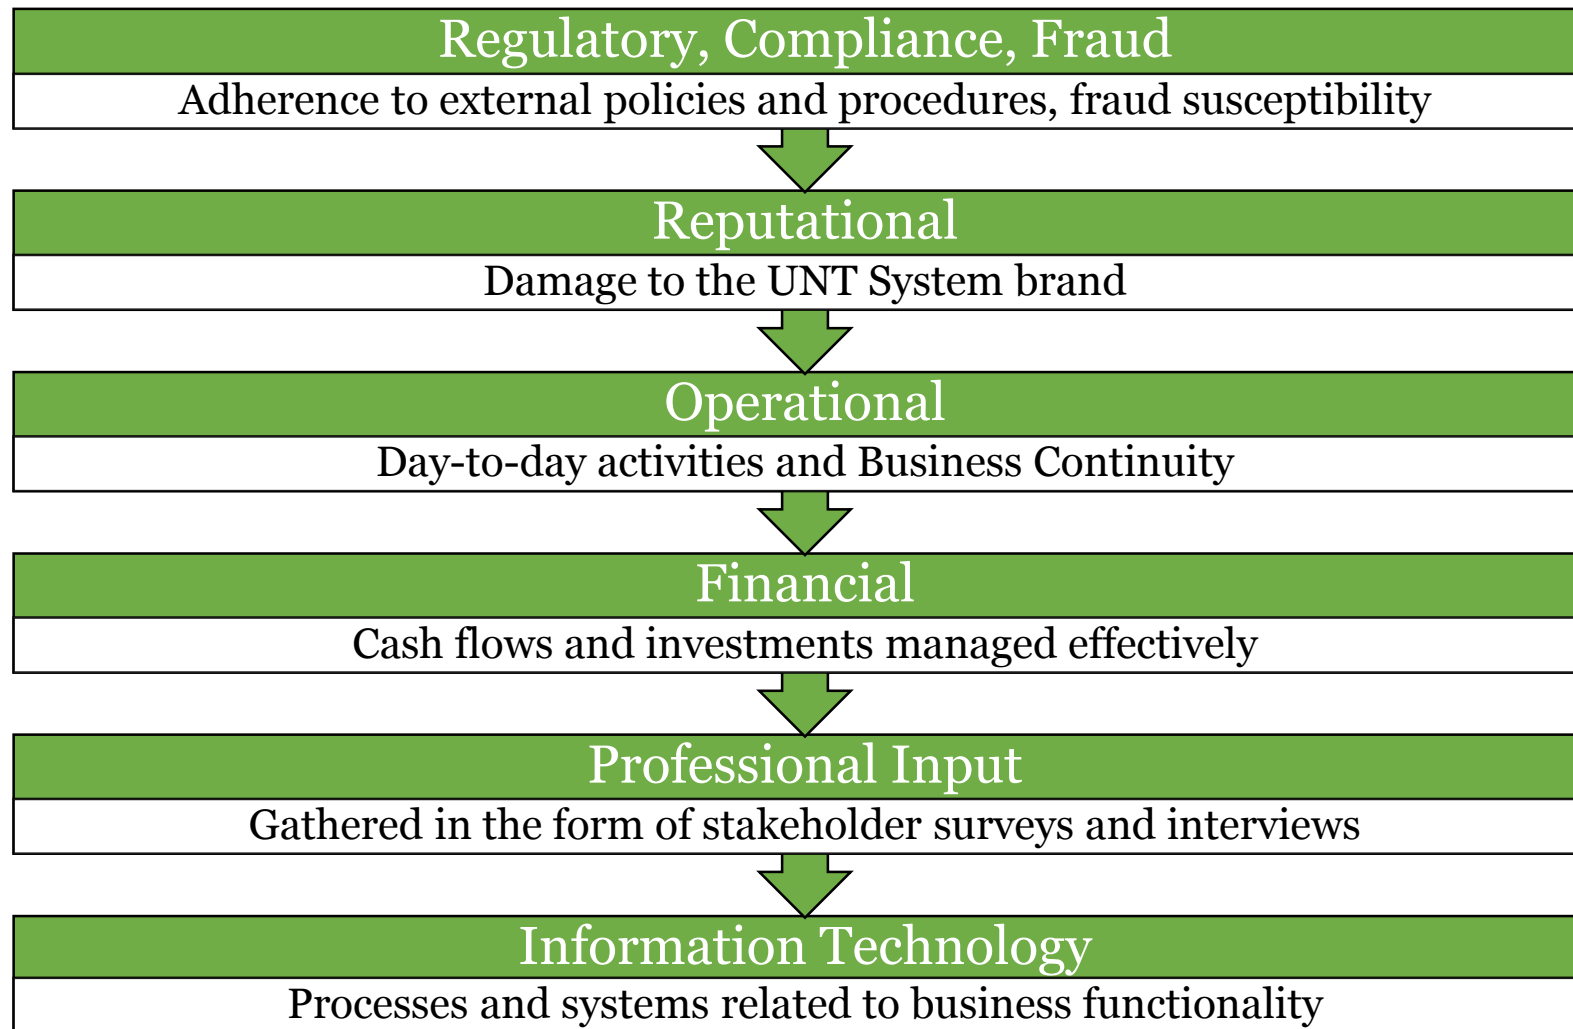 Regulatory, Compliance, Fraud
Adherence to external policies and procedures, fraud susceptibility
Reputational
Damage to the UNT System brand
Operational
Day-to-day activities and Business Continuity
Financial
Cash flows and investments managed effectively
Professional Input
Gathered in the form of stakeholder surveys and interviews
Information Technology
Processes and systems related to business functionality